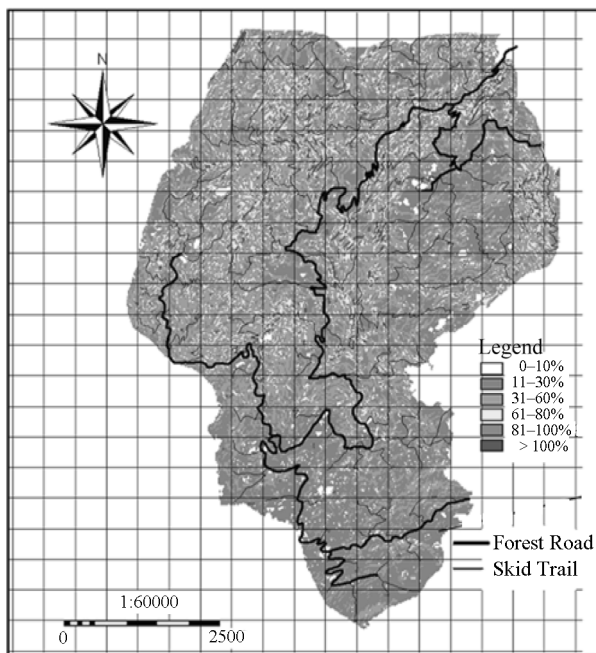 N
Legend
0–10%
11–30%
31–60%
61–80%
81–100%
> 100%
Forest Road
Skid Trail
1:60000
0 2500